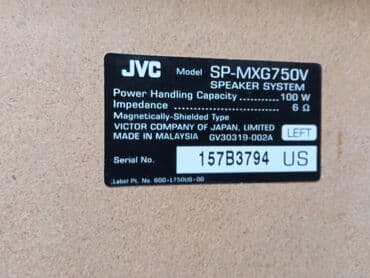 JVC Model SP-MXG750V
SPEAKER SYSTEM
Power Handling Capacity 100 W
Impedance 6 Ω
Magnetically-Shielded Type
VICTOR COMPANY OF JAPAN, LIMITED
MADE IN MALAYSIA GV30319-002A LEFT
Serial No. 157B3794 US
Label Pt. No. 600-1750US-00